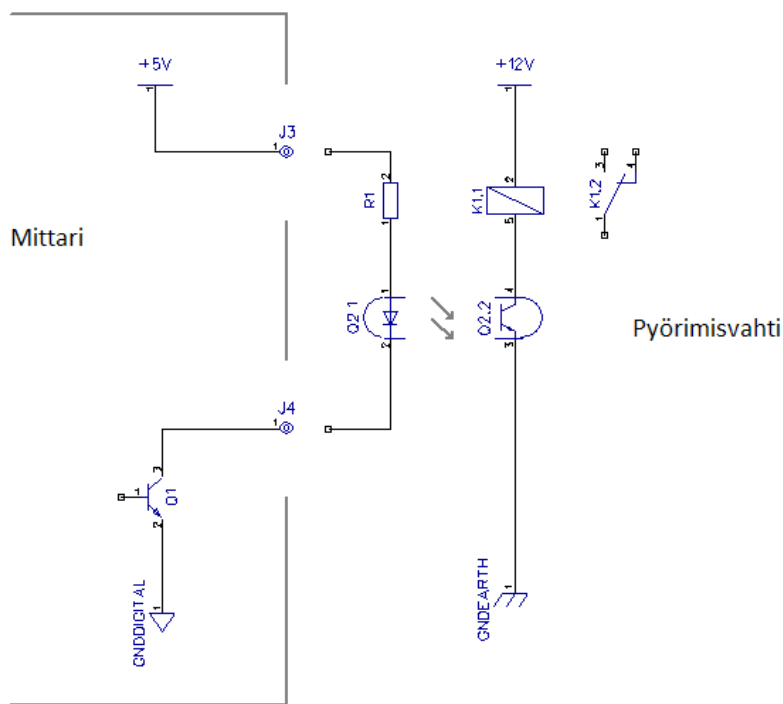 +5V
1
+12V
1
J3
1
2
R1
1
2
K1.1
5
3
4
K1.2
1
Mittari
1
Q2.1
2
4
Q2.2
3
Pyörimisvahti
J4
1
3
1
Q1
2
1
GNDDIGITAL
1
GNDEARTH